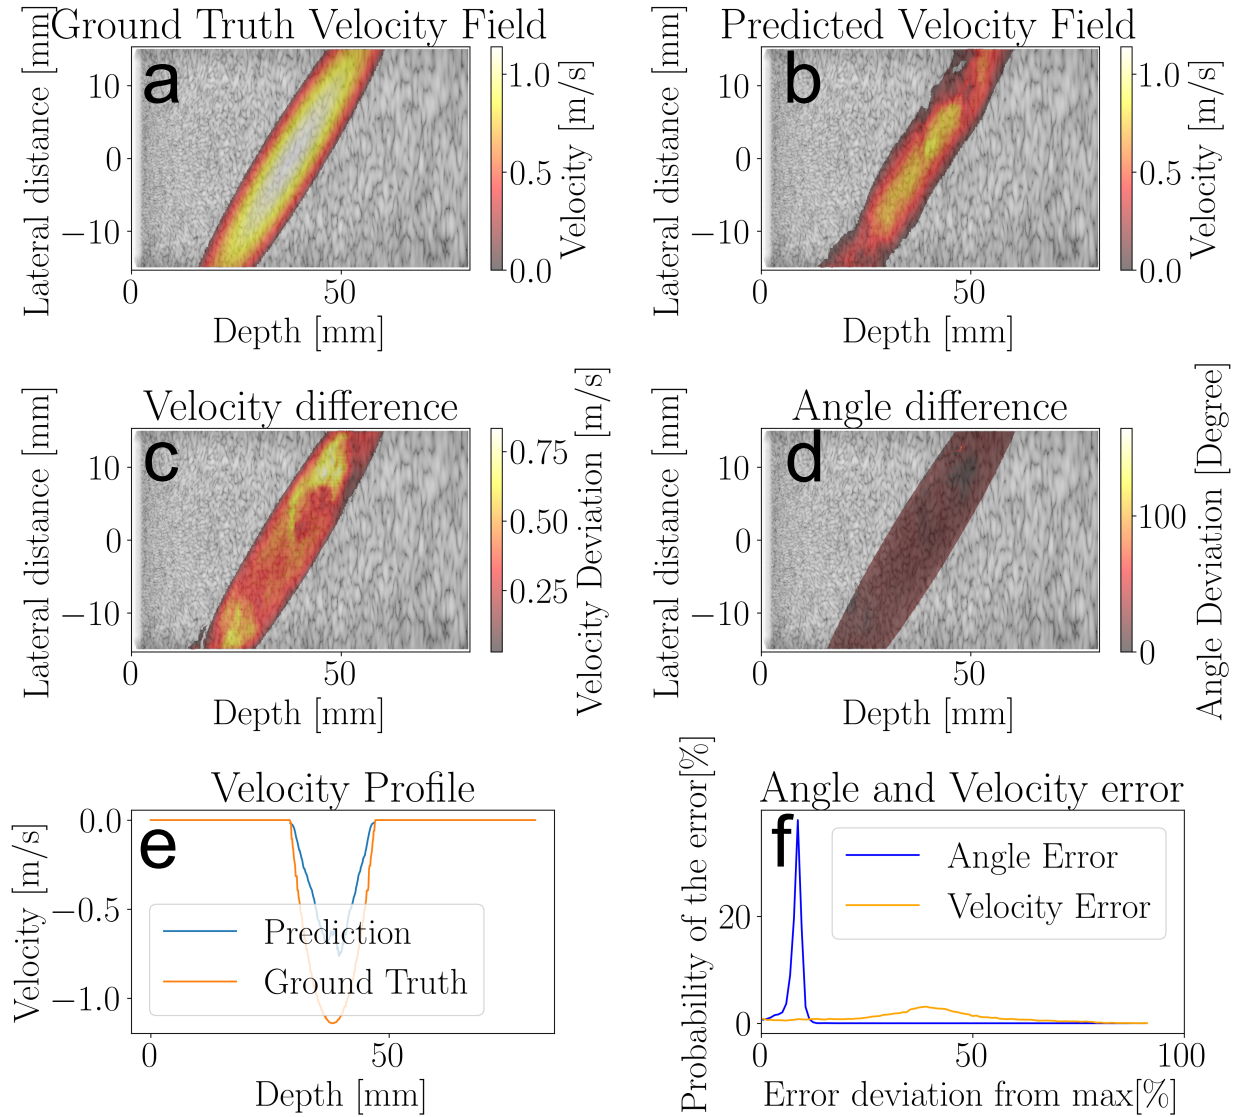 Ground Truth Velocity Field
a
Lateral distance [mm]
10
0
−10
0
50
Depth [mm]
1.0
0.5
0.0
Velocity [m/s]
Predicted Velocity Field
b
Lateral distance [mm]
10
0
−10
0
50
Depth [mm]
1.0
0.5
0.0
Velocity [m/s]
Velocity difference
c
Lateral distance [mm]
10
0
−10
0
50
Depth [mm]
0.75
0.50
0.25
Velocity Deviation [m/s]
Angle difference
d
Lateral distance [mm]
10
0
−10
0
50
Depth [mm]
100
0
Angle Deviation [Degree]
Velocity Profile
e
Velocity [m/s]
0.0
−0.5
−1.0
Prediction
Ground Truth
0
50
Depth [mm]
Angle and Velocity error
f
Probability of the error[%]
20
0
Angle Error
Velocity Error
0
50
100
Error deviation from max[%]